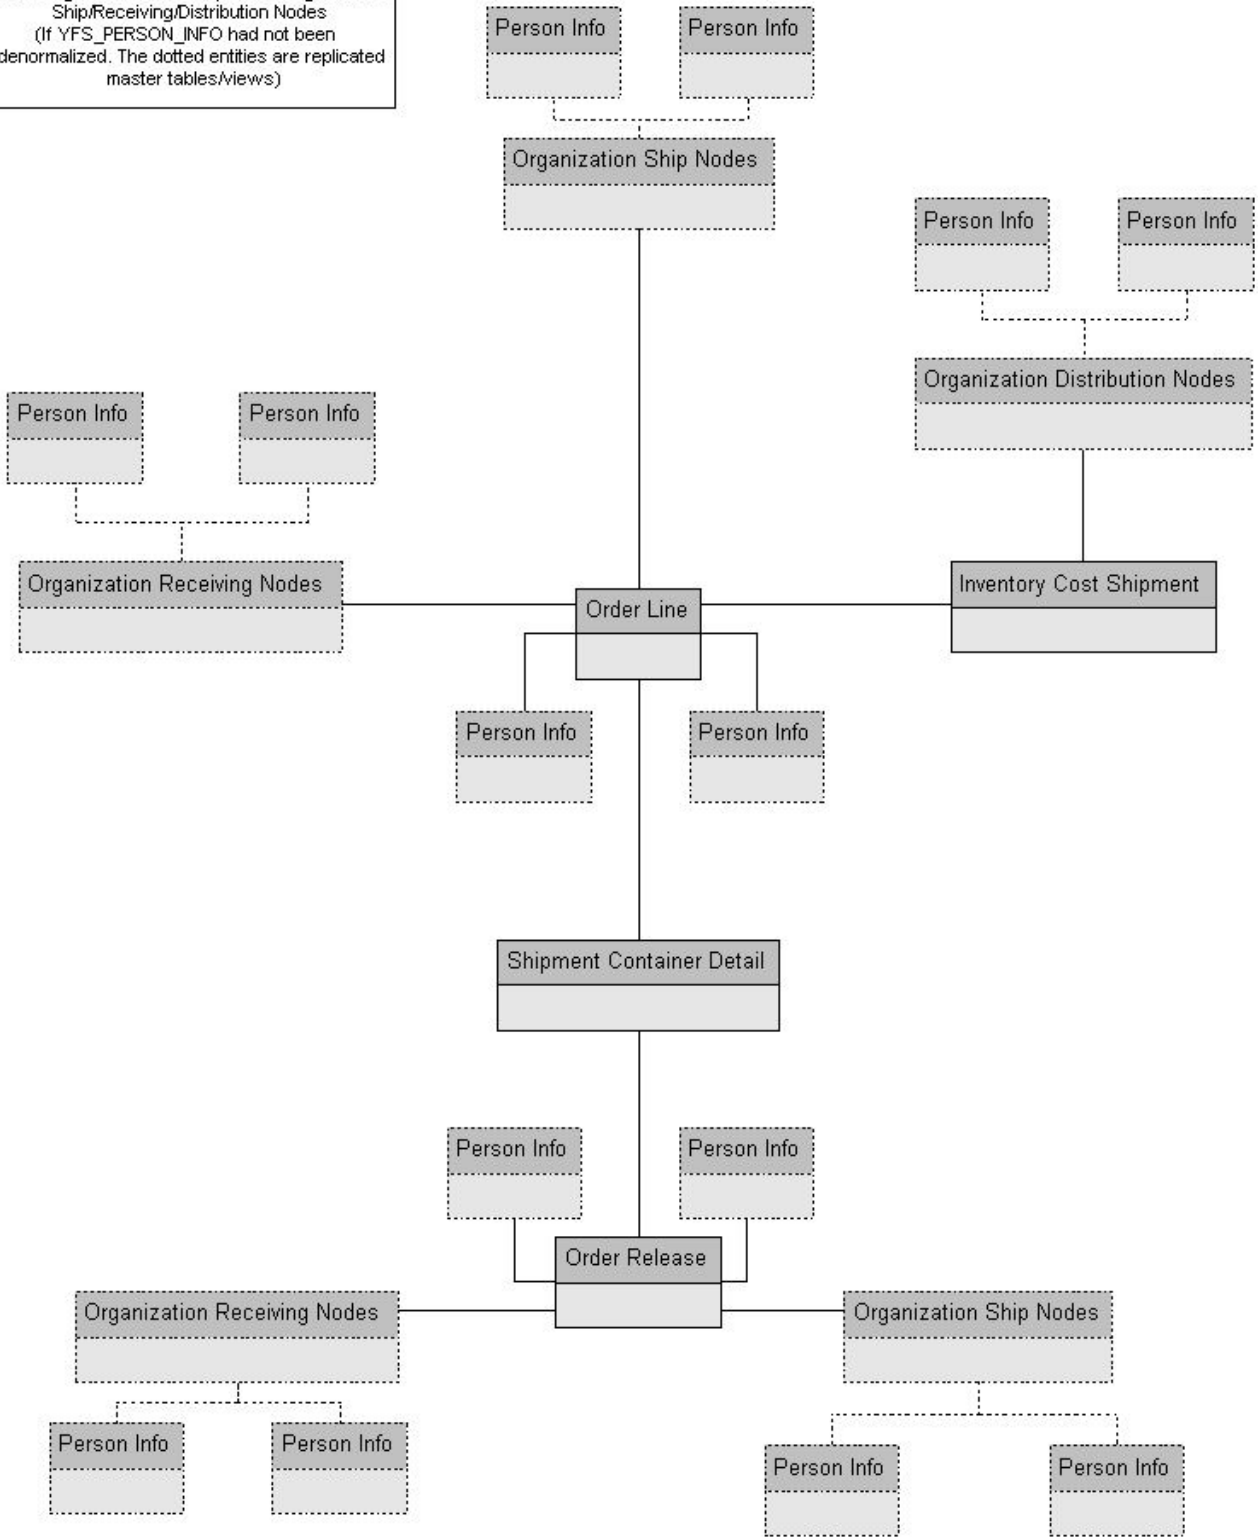 Ship/Receiving/Distribution Nodes
(If YFS_PERSON_INFO had not been
denormalized. The dotted entities are replicated
master tables/views)
Person Info
Person Info
Organization Ship Nodes
Person Info
Person Info
Organization Distribution Nodes
Person Info
Person Info
Organization Receiving Nodes
Order Line
Inventory Cost Shipment
Person Info
Person Info
Shipment Container Detail
Person Info
Person Info
Order Release
Organization Receiving Nodes
Organization Ship Nodes
Person Info
Person Info
Person Info
Person Info